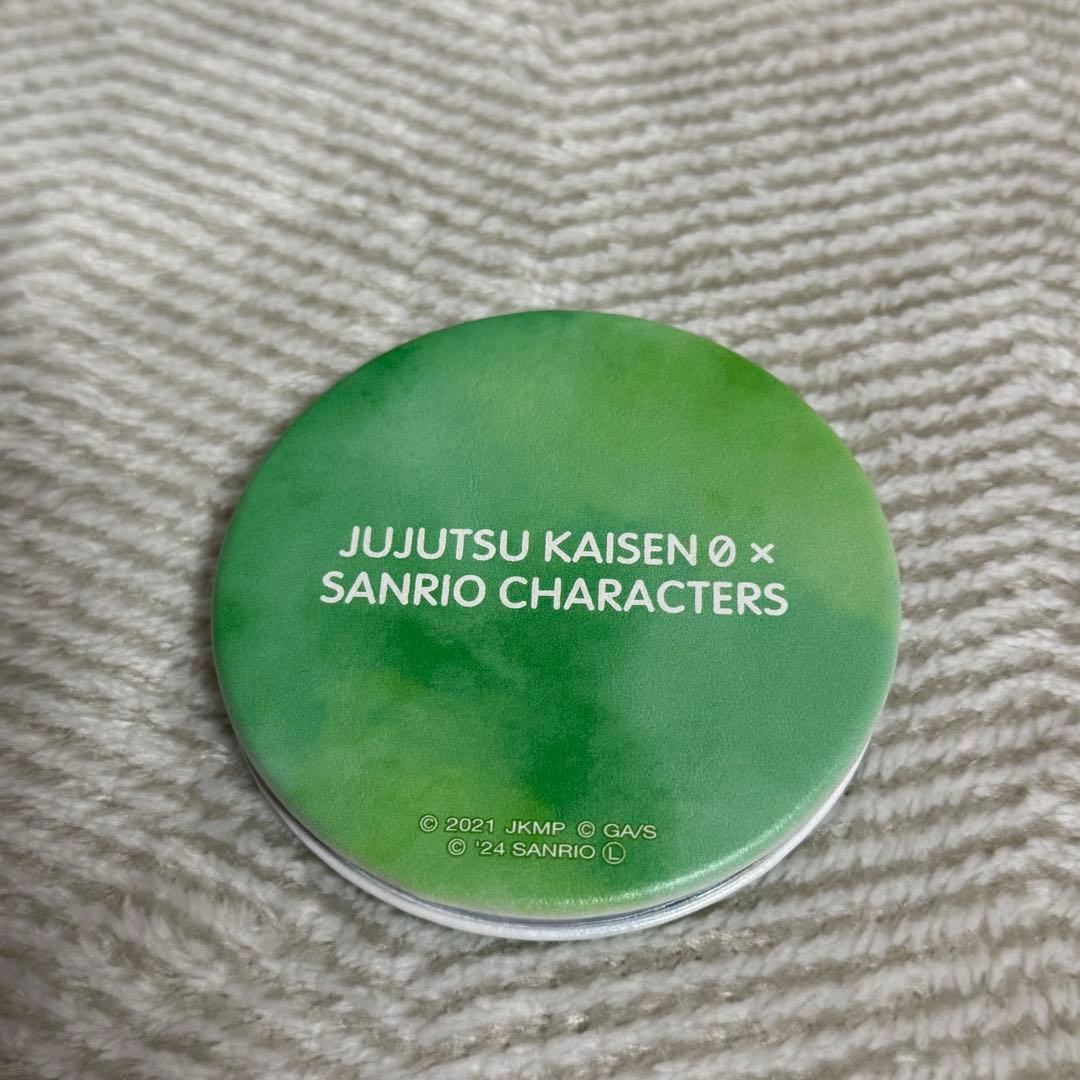 JUJUTSU KAISEN 0 ×
SANRIO CHARACTERS
© 2021 JKMP © GA/S
© '24 SANRIO Ⓛ